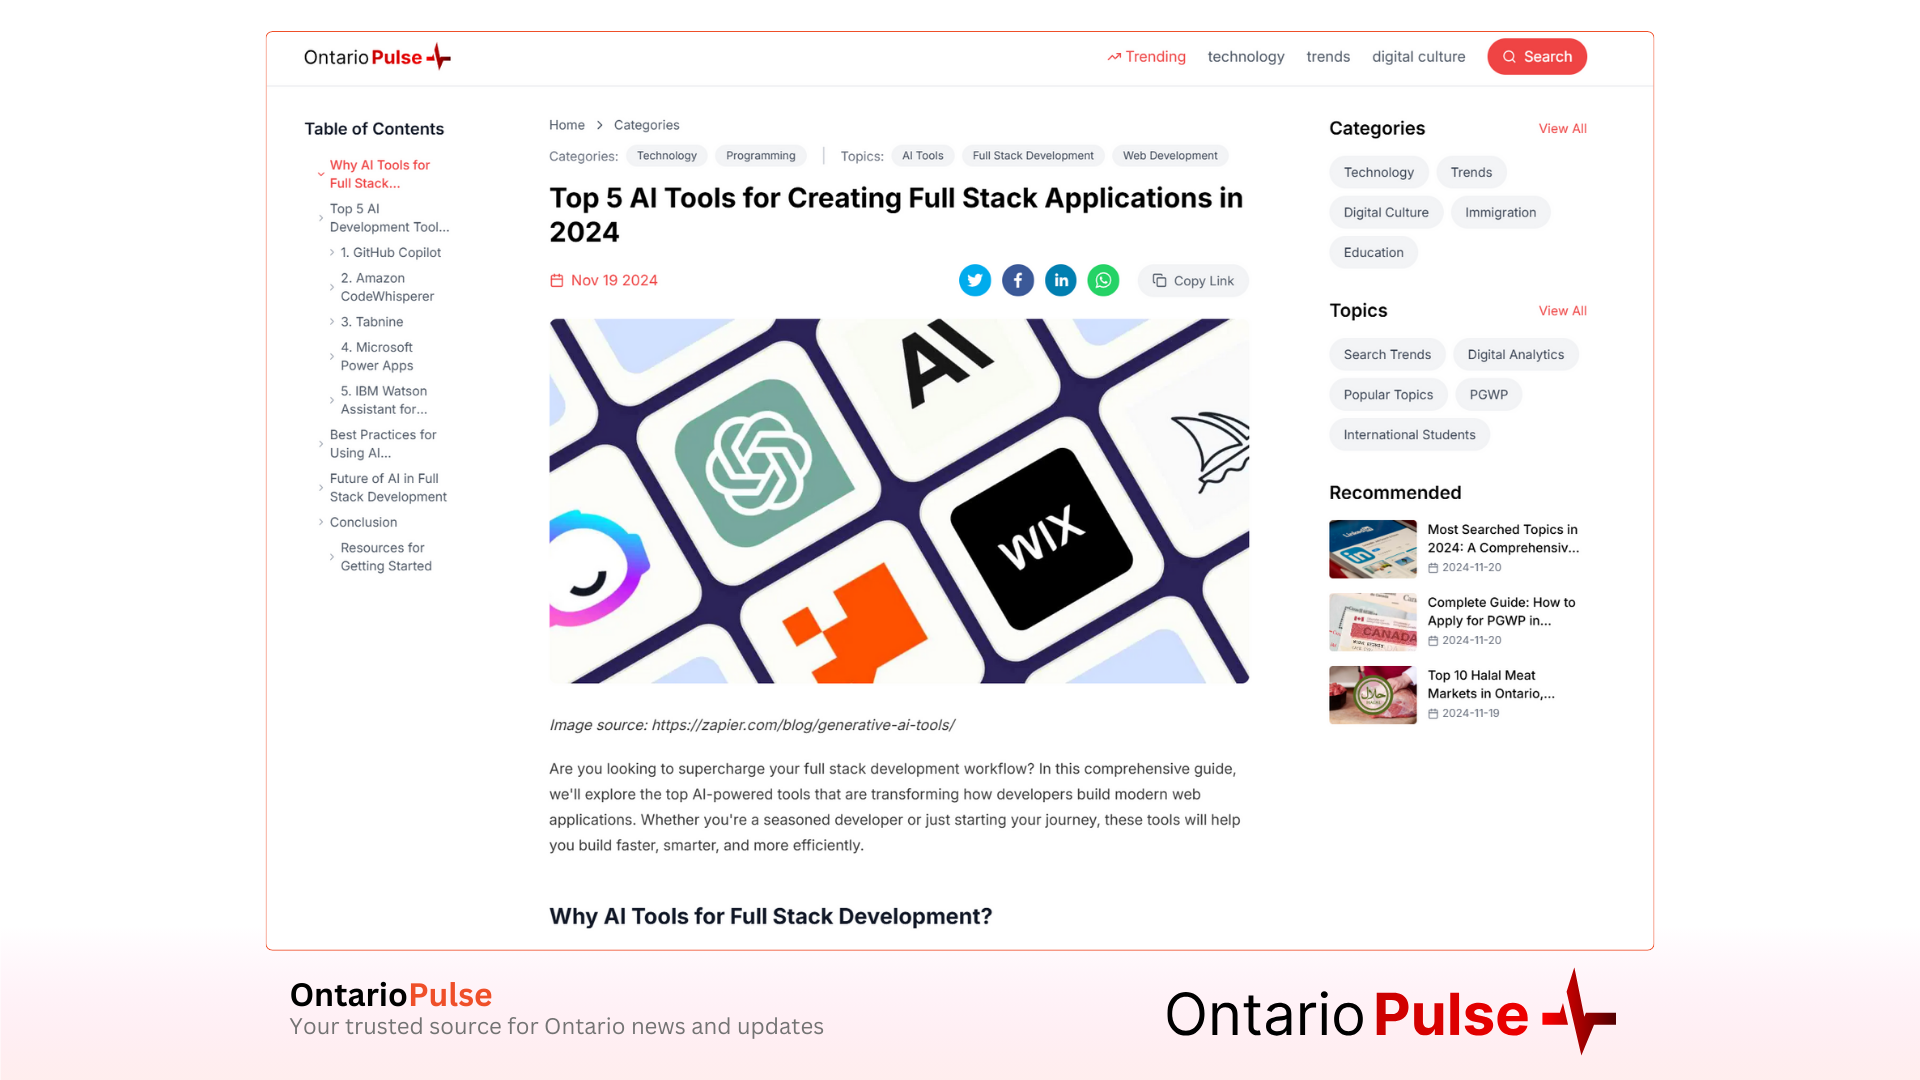 Ontario Pulse
Trending
technology
trends
digital culture
Search
Table of Contents
Why AI Tools for
Full Stack...
Top 5 AI
Development Tool...
1. GitHub Copilot
2. Amazon
CodeWhisperer
3. Tabnine
4. Microsoft
Power Apps
5. IBM Watson
Assistant for...
Best Practices for
Using AI...
Future of AI in Full
Stack Development
Conclusion
Resources for
Getting Started
Home > Categories
Categories: Technology Programming | Topics: AI Tools Full Stack Development Web Development
Top 5 AI Tools for Creating Full Stack Applications in
2024
Nov 19 2024
Copy Link
AI
WIX
Image source: https://zapier.com/blog/generative-ai-tools/
Are you looking to supercharge your full stack development workflow? In this comprehensive guide,
we'll explore the top AI-powered tools that are transforming how developers build modern web
applications. Whether you're a seasoned developer or just starting your journey, these tools will help
you build faster, smarter, and more efficiently.
Why AI Tools for Full Stack Development?
Categories View All
Technology Trends
Digital Culture Immigration
Education
Topics View All
Search Trends Digital Analytics
Popular Topics PGWP
International Students
Recommended
Most Searched Topics in
2024: A Comprehensiv...
2024-11-20
CANADA
Complete Guide: How to
Apply for PGWP in...
2024-11-20
حلال
Top 10 Halal Meat
Markets in Ontario,...
2024-11-19
OntarioPulse
Your trusted source for Ontario news and updates
Ontario Pulse